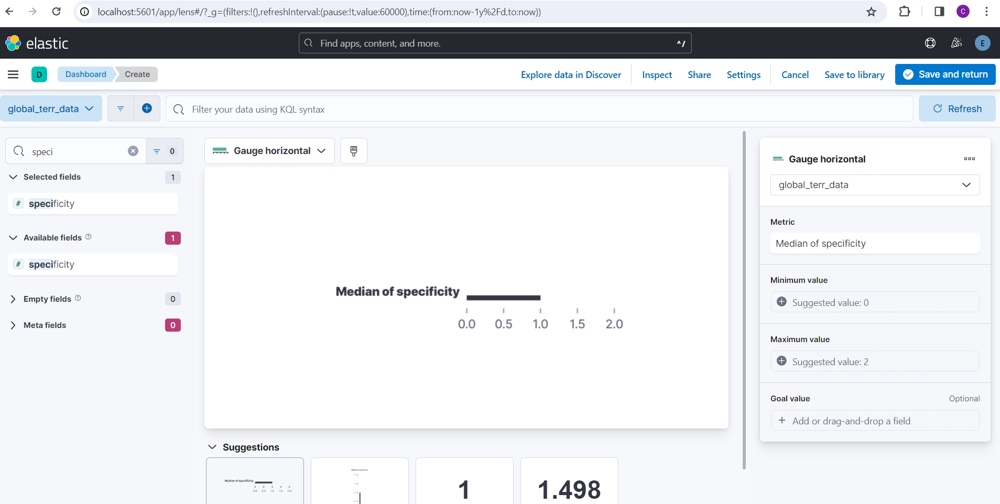 localhost:5601/app/lens#/?_g=(filters:!(),refreshInterval:(pause:!t,value:60000),time:(from:now-1y%2Fd,to:now))
C
elastic
Find apps, content, and more.
^/
E
D
Dashboard
Create
Explore data in Discover
Inspect
Share
Settings
Cancel
Save to library
Save and return
global_terr_data
Filter your data using KQL syntax
Refresh
speci
0
Selected fields
1
# specificity
Available fields
1
# specificity
Empty fields
0
Meta fields
0
Gauge horizontal
Median of specificity
0.0 0.5 1.0 1.5 2.0
Suggestions
Median of specificity
0.0 0.5 1.0 1.5 2.0
Median of specificity
1
1.498
Gauge horizontal
global_terr_data
Metric
Median of specificity
Minimum value
Suggested value: 0
Maximum value
Suggested value: 2
Goal value
Optional
Add or drag-and-drop a field